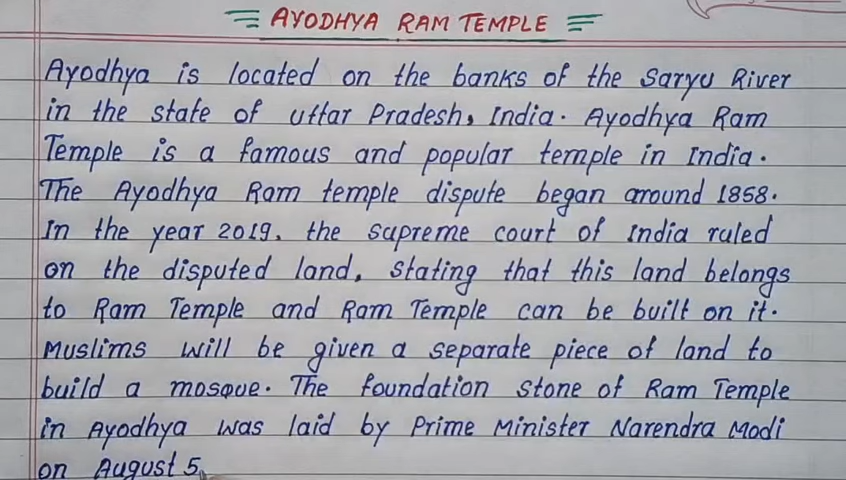 AYODHYA RAM TEMPLE
Ayodhya is located on the banks of the Saryu River
in the state of uttar Pradesh, India. Ayodhya Ram
Temple is a famous and popular temple in India.
The Ayodhya Ram temple dispute began around 1858.
In the year 2019, the supreme court of India ruled
on the disputed land, stating that this land belongs
to Ram Temple and Ram Temple can be built on it.
Muslims will be given a separate piece of land to
build a mosque. The foundation stone of Ram Temple
in Ayodhya was laid by Prime Minister Narendra Modi
on August 5,